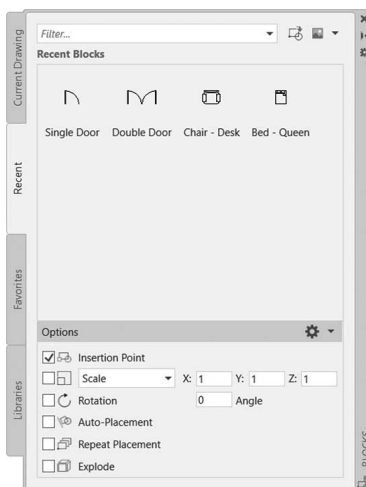 Current Drawing
Recent
Favorites
Libraries
Filter...
Recent Blocks
Single Door Double Door Chair - Desk Bed - Queen
Options
Insertion Point
Scale X: 1 Y: 1 Z: 1
Rotation 0 Angle
Auto-Placement
Repeat Placement
Explode
BLOCKS